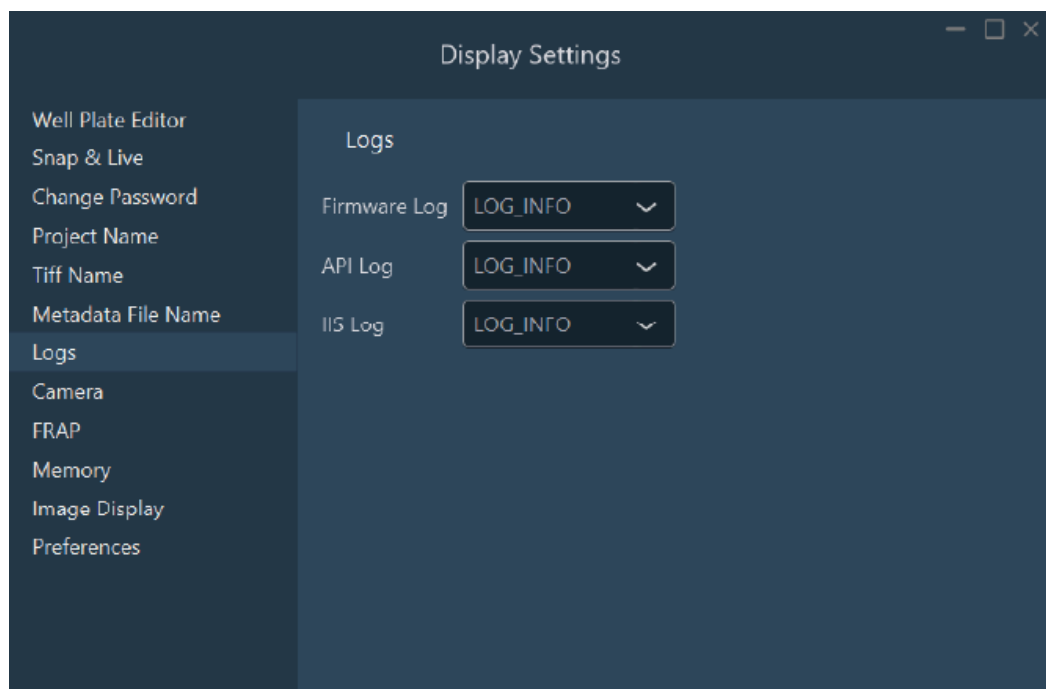 Display Settings
Well Plate Editor
Snap & Live
Change Password
Project Name
Tiff Name
Metadata File Name
Logs
Camera
FRAP
Memory
Image Display
Preferences
Logs
Firmware Log LOG_INFO
API Log LOG_INFO
IIS Log LOG_INFO